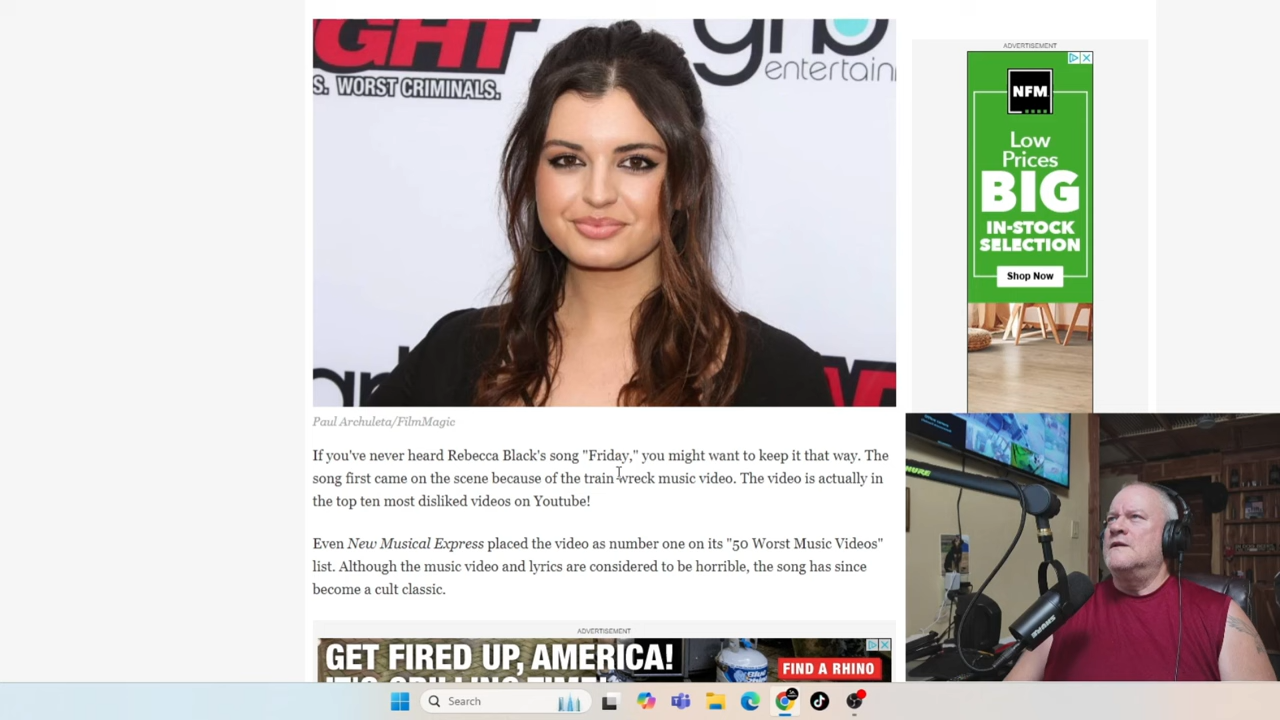 GHT
S. WORST CRIMINALS.
grb
entertain
Paul Archuleta/FilmMagic
If you've never heard Rebecca Black's song "Friday," you might want to keep it that way. The
song first came on the scene because of the train wreck music video. The video is actually in
the top ten most disliked videos on Youtube!
Even New Musical Express placed the video as number one on its "50 Worst Music Videos"
list. Although the music video and lyrics are considered to be horrible, the song has since
become a cult classic.
ADVERTISEMENT
GET FIRED UP, AMERICA!
FIND A RHINO
ADVERTISEMENT
NFM
Low
Prices
BIG
IN-STOCK
SELECTION
Shop Now
SHURE
SHURE
Search